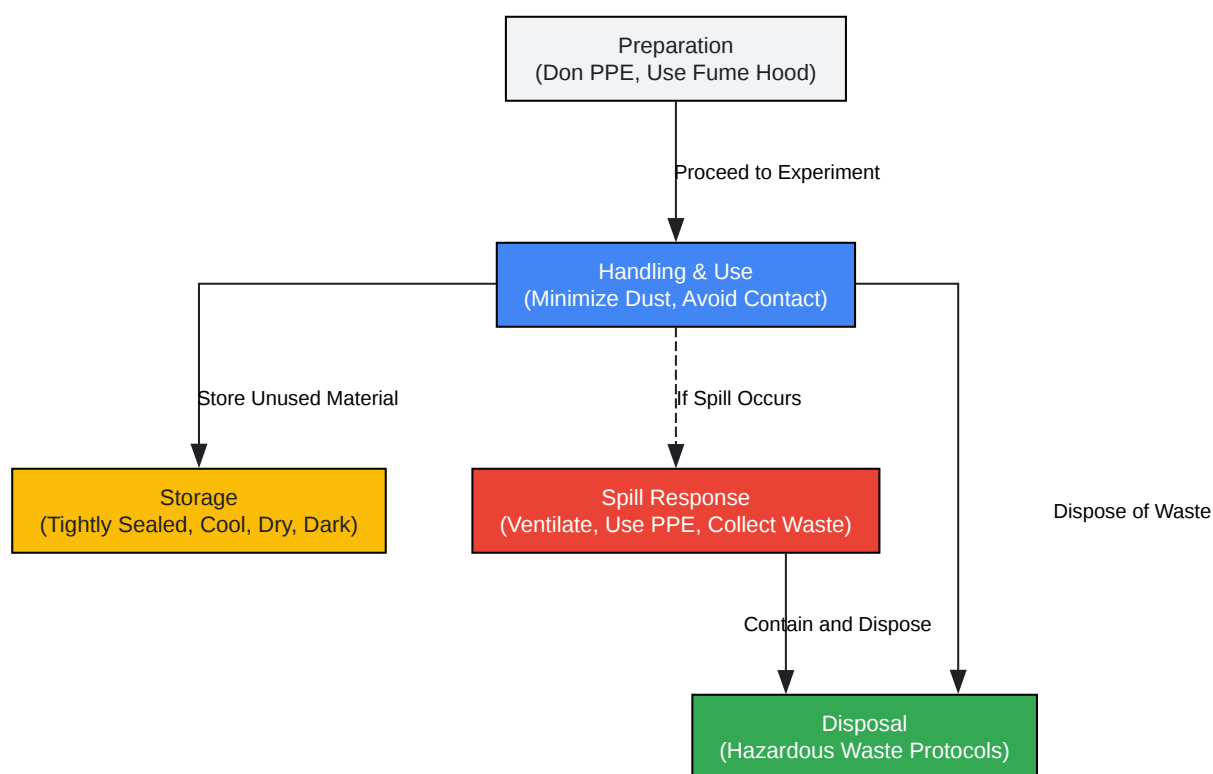 Preparation
(Don PPE, Use Fume Hood)
Proceed to Experiment
Handling & Use
(Minimize Dust, Avoid Contact)
Store Unused Material
If Spill Occurs
Storage
(Tightly Sealed, Cool, Dry, Dark)
Spill Response
(Ventilate, Use PPE, Collect Waste)
Dispose of Waste
Contain and Dispose
Disposal
(Hazardous Waste Protocols)